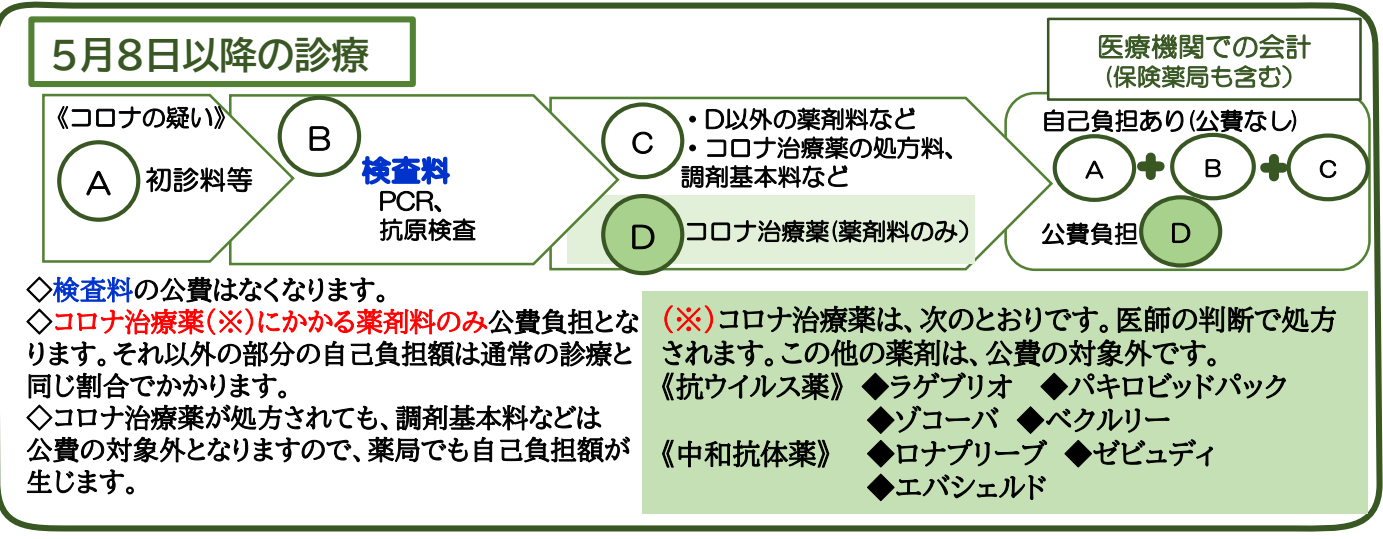 5月8日以降の診療
医療機関での会計
(保険薬局も含む)
《コロナの疑い》
A
初診料等
B
検査料
PCR、
抗原検査
C
・D以外の薬剤料など
・コロナ治療薬の処方料、
調剤基本料など
D
コロナ治療薬(薬剤料のみ)
自己負担あり(公費なし)
A + B + C
公費負担 D
◇検査料の公費はなくなります。
◇コロナ治療薬(※)にかかる薬剤料のみ公費負担とな
ります。それ以外の部分の自己負担額は通常の診療と
同じ割合でかかります。
◇コロナ治療薬が処方されても、調剤基本料などは
公費の対象外となりますので、薬局でも自己負担額が
生じます。
(※)コロナ治療薬は、次のとおりです。医師の判断で処方
されます。この他の薬剤は、公費の対象外です。
《抗ウイルス薬》 ◆ラゲブリオ ◆パキロビッドパック
◆ゾコーバ ◆ベクルリー
《中和抗体薬》 ◆ロナプリーブ ◆ゼビュディ
◆エバシェルド